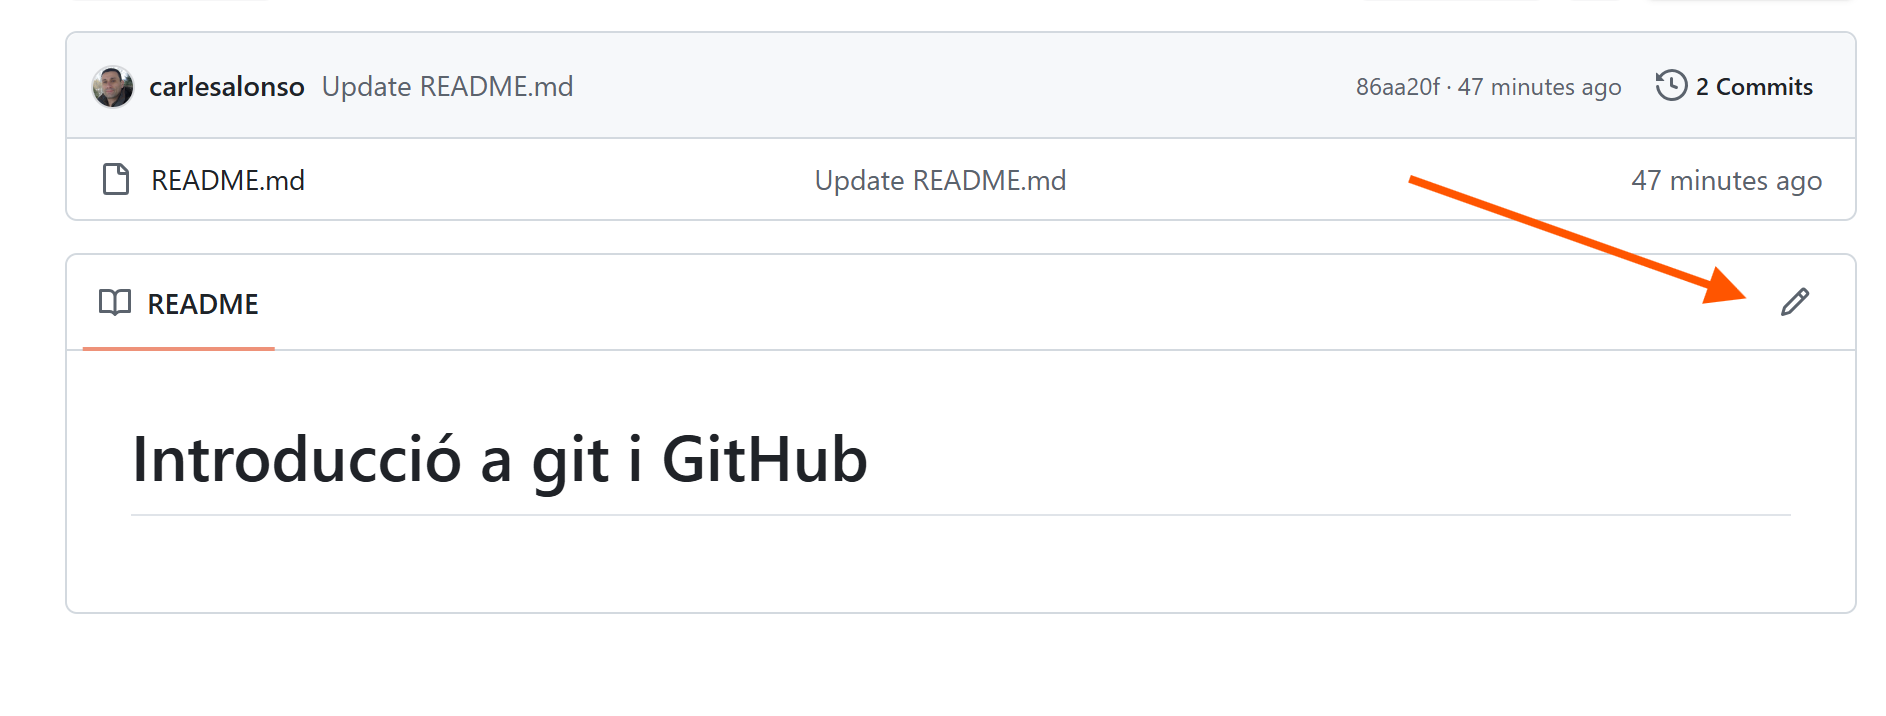 carlesalonso Update README.md 86aa20f · 47 minutes ago 2 Commits
README.md Update README.md 47 minutes ago
README
Introducció a git i GitHub